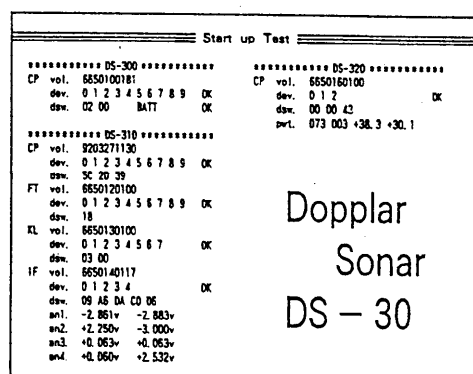 Start up Test
************ DS-300 ************
CP vol. 6650100181
dev. 0 1 2 3 4 5 6 7 8 9 OK
dsw. 02 00 BATT OK
************ DS-310 ************
CP vol. 9203271130
dev. 0 1 2 3 4 5 6 7 8 9 OK
dsw. 5C 20 39
FT vol. 6650120100
dev. 0 1 2 3 4 5 6 7 8 9 OK
dsw. 18
KL vol. 6650130100
dev. 0 1 2 3 4 5 6 7 OK
dsw. 03 00
IF vol. 6650140117
dev. 0 1 2 3 4 OK
dsw. 09 A6 DA C0 06
an1. -2.861v -2.883v
an2. +2.250v -3.000v
an3. +0.063v +0.063v
an4. +0.060v +2.532v
************ DS-320 ************
CP vol. 6650160100
dev. 0 1 2 OK
dsw. 00 00 43
pwt. 073 003 +38.3 +30.1
Dopplar
Sonar
DS - 30